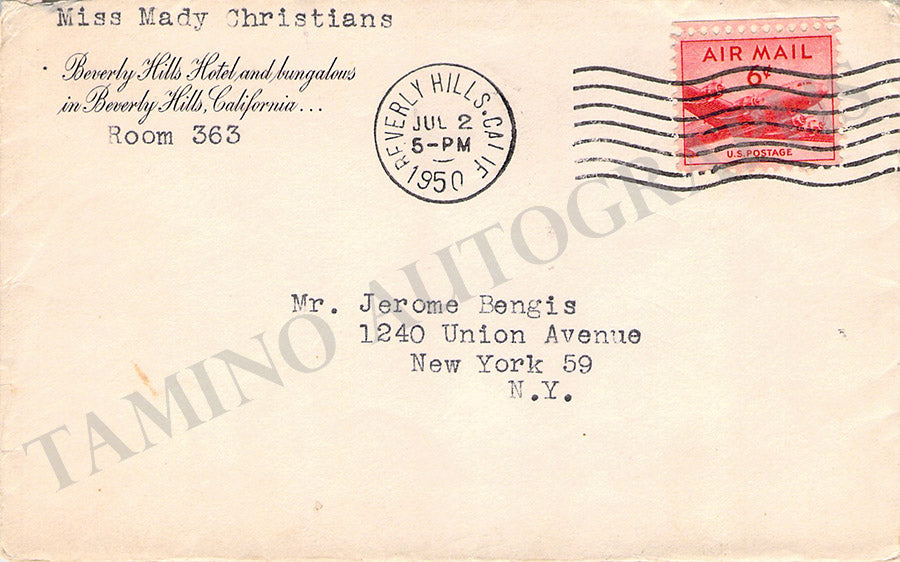 Miss Mady Christians
Beverly Hills Hotel and bungalows
in Beverly Hills, California...
Room 363
BEVERLY HILLS. CALIF
JUL 2
5-PM
1950
AIR MAIL
6¢
U.S. POSTAGE
Mr. Jerome Bengis
1240 Union Avenue
New York 59
N.Y.
TAMINO AUTOGRAPHS